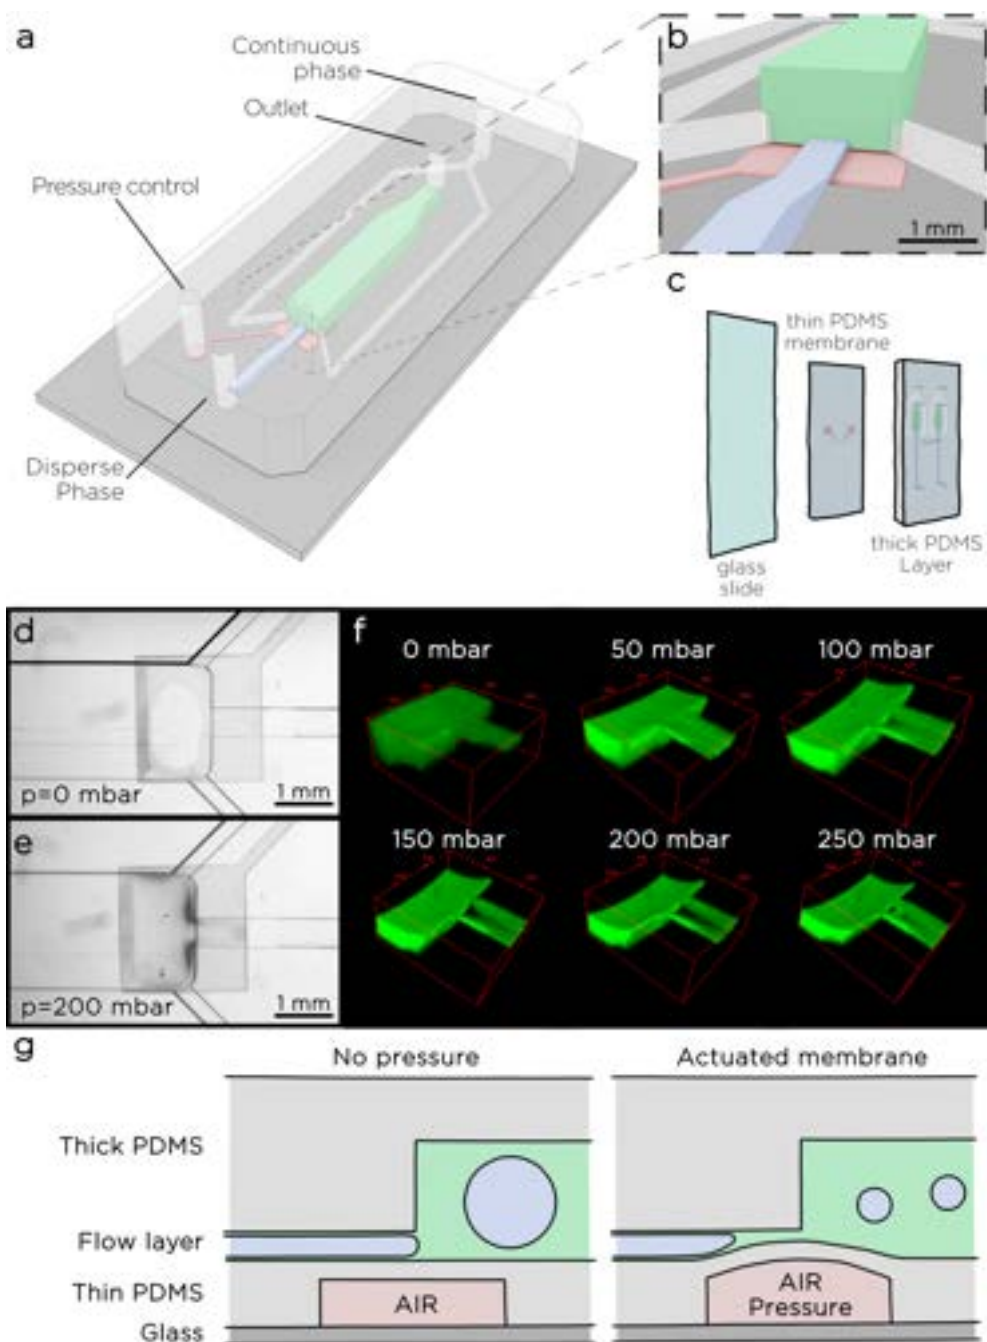 a
Continuous
phase
Outlet
Pressure control
Disperse
Phase
b
1 mm
c
thin PDMS
membrane
glass
slide
thick PDMS
Layer
d
p=0 mbar
1 mm
e
p=200 mbar
1 mm
f
0 mbar
50 mbar
100 mbar
150 mbar
200 mbar
250 mbar
g
No pressure
Actuated membrane
Thick PDMS
Flow layer
Thin PDMS
Glass
AIR
AIR
Pressure